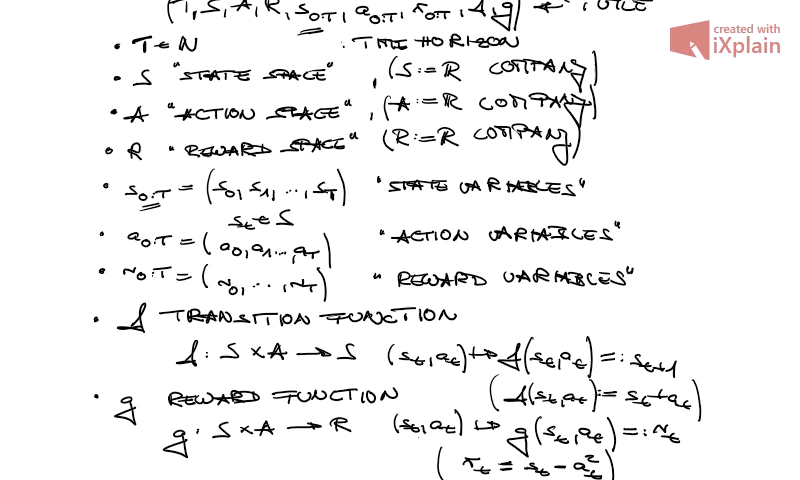 (T, S, A, R, s0:T, a0:T, r0:T, f, g) ← TUPLE
created with
iXplain
• T ∈ N : TIME HORIZON
• S "STATE SPACE" , (S := R COMPANY)
• A "ACTION SPACE" , (A := R COMPANY)
• R "REWARD SPACE" (R := R COMPANY)
• s0:T = (s0, s1, ..., sT) "STATE VARIABLES"
st ∈ S
• a0:T = (a0, a1 ..., aT) "ACTION VARIABLES"
• r0:T = (r0, ..., rT) "REWARD VARIABLES"
• f TRANSITION FUNCTION
f : S × A → S (st, at) ↦ f(st, at) =: st+1
(f(st, at) := st + at)
• g REWARD FUNCTION
g : S × A → R (st, at) ↦ g(st, at) =: rt
(rt = st - at²)